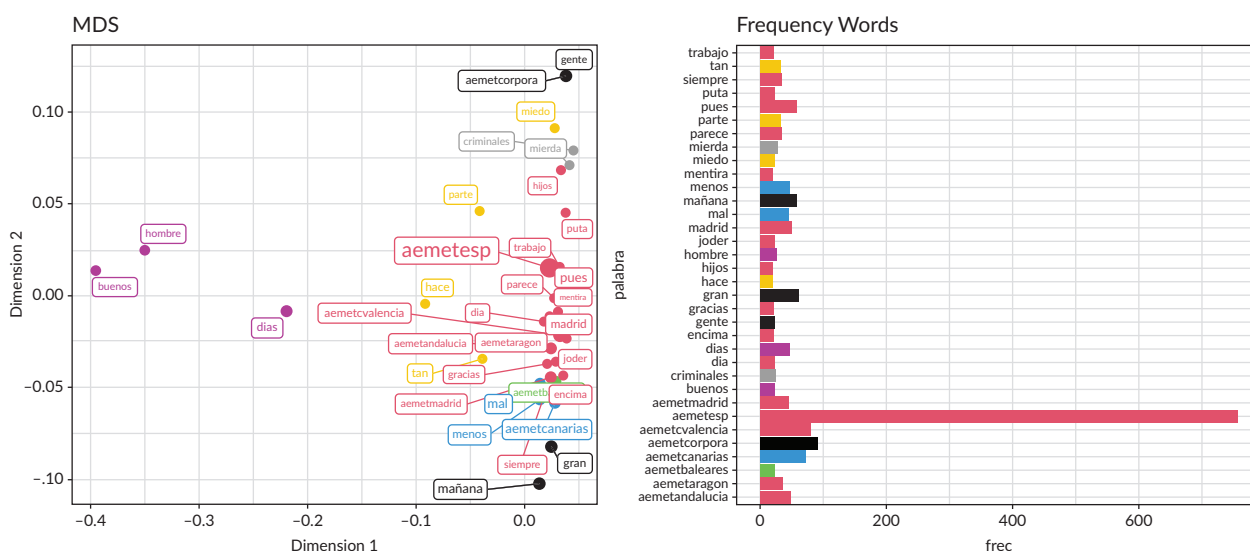 MDS
gente
aemetcorpora
miedo
criminales
mierda
hijos
parte
puta
hombre
aemetesp
trabajo
pues
buenos
parece
hace
mentira
aemetcvalencia
dia
madrid
dias
aemetandalucia
aemetaragon
joder
tan
gracias
aemetb
encima
aemetmadrid
mal
menos
aemetcanarias
siempre
gran
mañana
0.10
0.05
0.00
−0.05
−0.10
Dimension 2
−0.4
−0.3
−0.2
−0.1
0.0
Dimension 1
Frequency Words
trabajo
tan
siempre
puta
pues
parte
parece
mierda
miedo
mentira
menos
mañana
mal
madrid
joder
hombre
hijos
hace
gran
gracias
gente
encima
dias
dia
criminales
buenos
aemetmadrid
aemetesp
aemetcvalencia
aemetcorpora
aemetcanarias
aemetbaleares
aemetaragon
aemetandalucia
palabra
0
200
400
600
frec